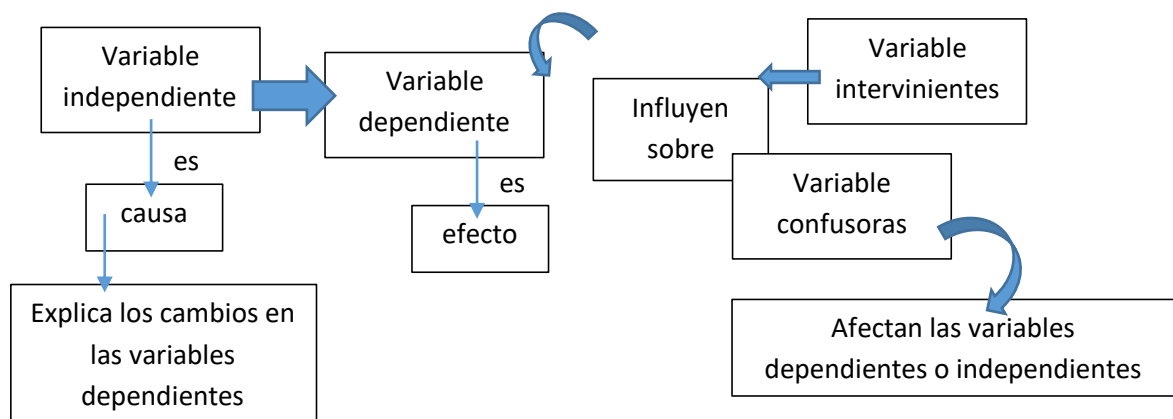 Variable
independiente
es
causa
Explica los cambios en
las variables
dependientes
Variable
dependiente
es
efecto
Variable
intervinientes
Influyen
sobre
Variable
confusoras
Afectan las variables
dependientes o independientes